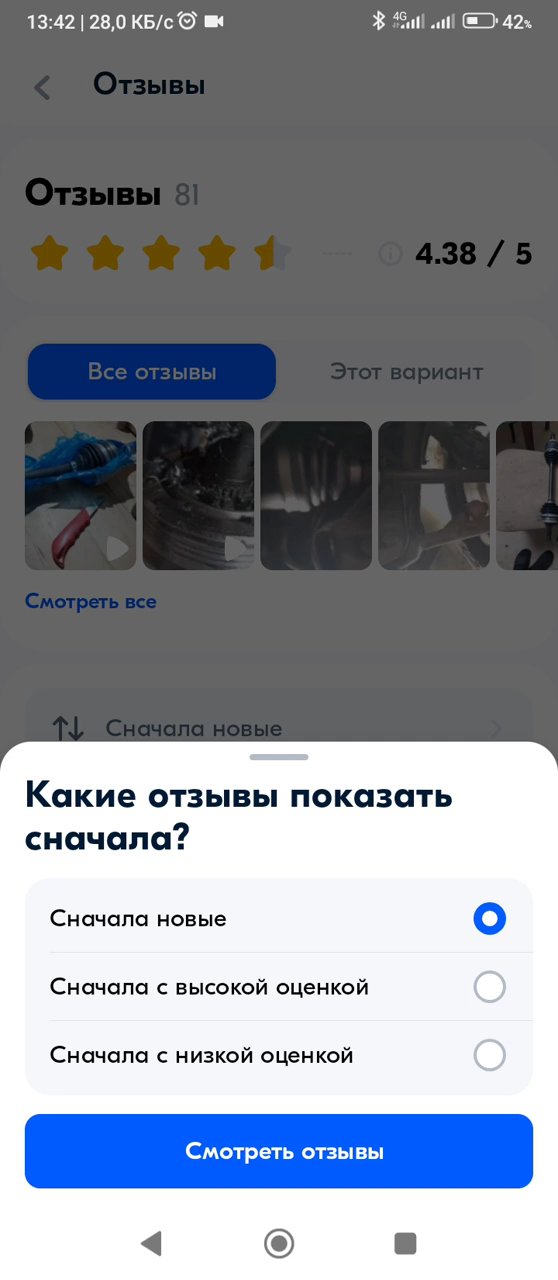 13:42 | 28,0 КБ/с 4G 42%
Отзывы
Отзывы 81
4.38 / 5
Все отзывы Этот вариант
Смотреть все
Сначала новые
Какие отзывы показать
сначала?
Сначала новые
Сначала с высокой оценкой
Сначала с низкой оценкой
Смотреть отзывы